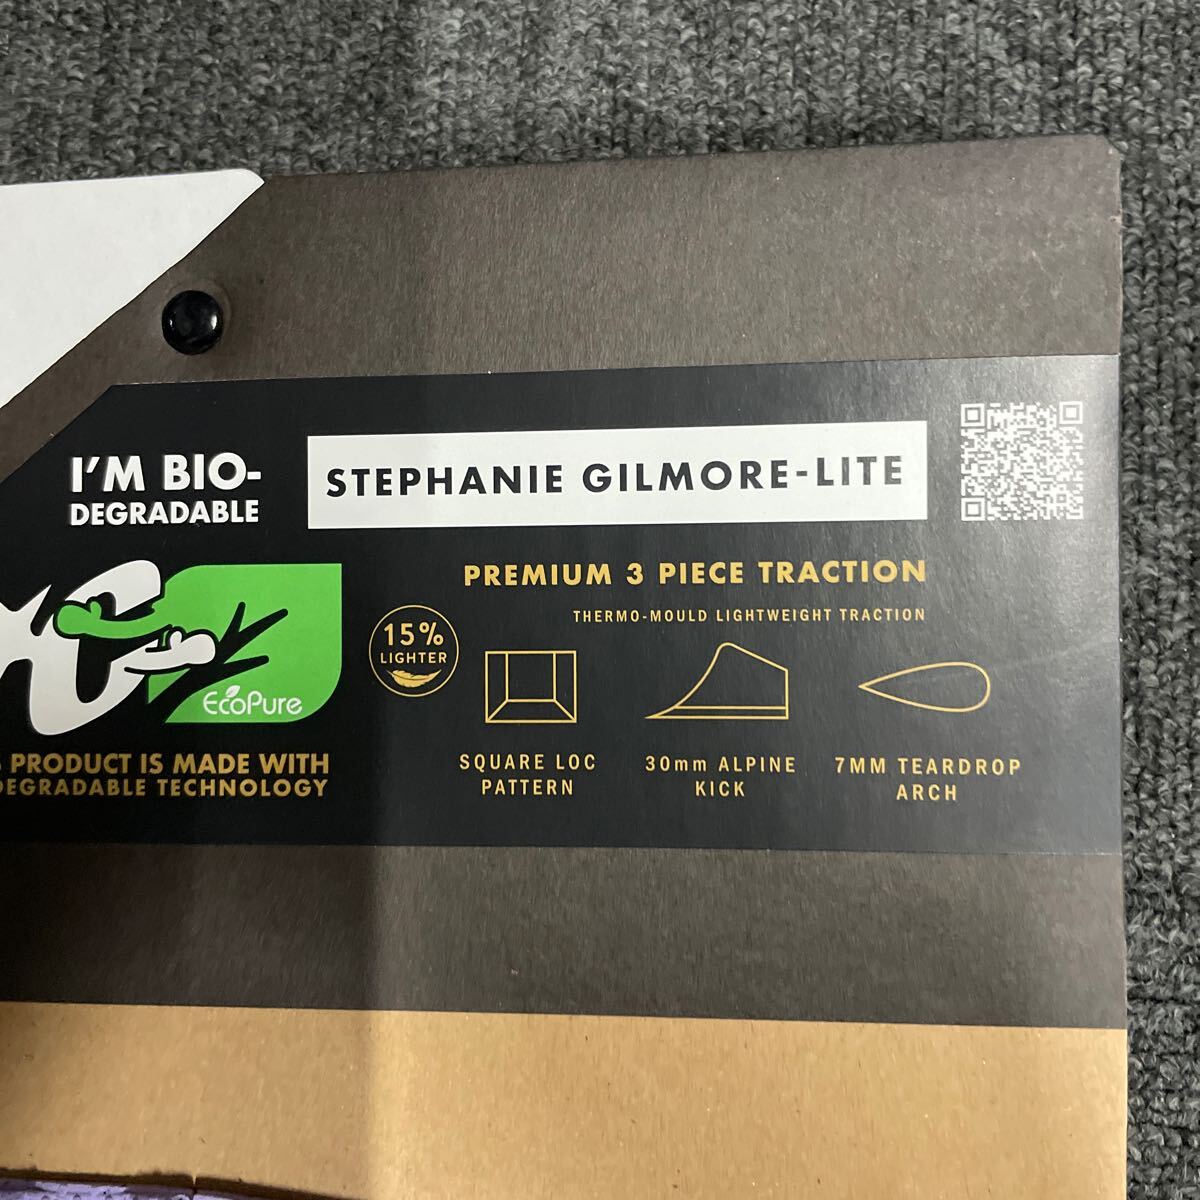 I'M BIO-
DEGRADABLE
STEPHANIE GILMORE-LITE
PREMIUM 3 PIECE TRACTION
THERMO-MOULD LIGHTWEIGHT TRACTION
15%
LIGHTER
EcoPure
PRODUCT IS MADE WITH
DEGRADABLE TECHNOLOGY
SQUARE LOC
PATTERN
30mm ALPINE
KICK
7MM TEARDROP
ARCH